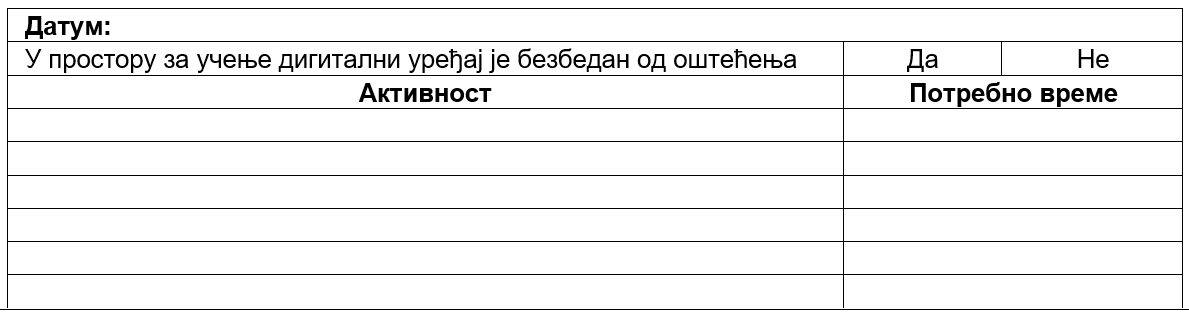 Датум:
У простору за учење дигитални уређај је безбедан од оштећења Да Не
Активност Потребно време